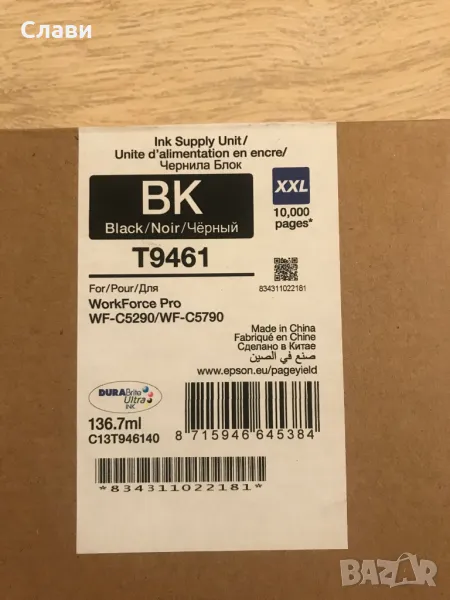 Слави
Ink Supply Unit/
Unite d'alimentation en encre/
Чернила Блок
BK
Black/Noir/Чёрный
XXL
10,000
pages*
T9461
For/Pour/Для
WorkForce Pro
WF-C5290/WF-C5790
834311022181
Made in China
Fabriqué en Chine
Сделано в Китае
صنع في الصين
www.epson.eu/pageyield
DURABrite
Ultra
INK
136.7ml
C13T946140
8 715946 645384
*834311022181*
BAZAR